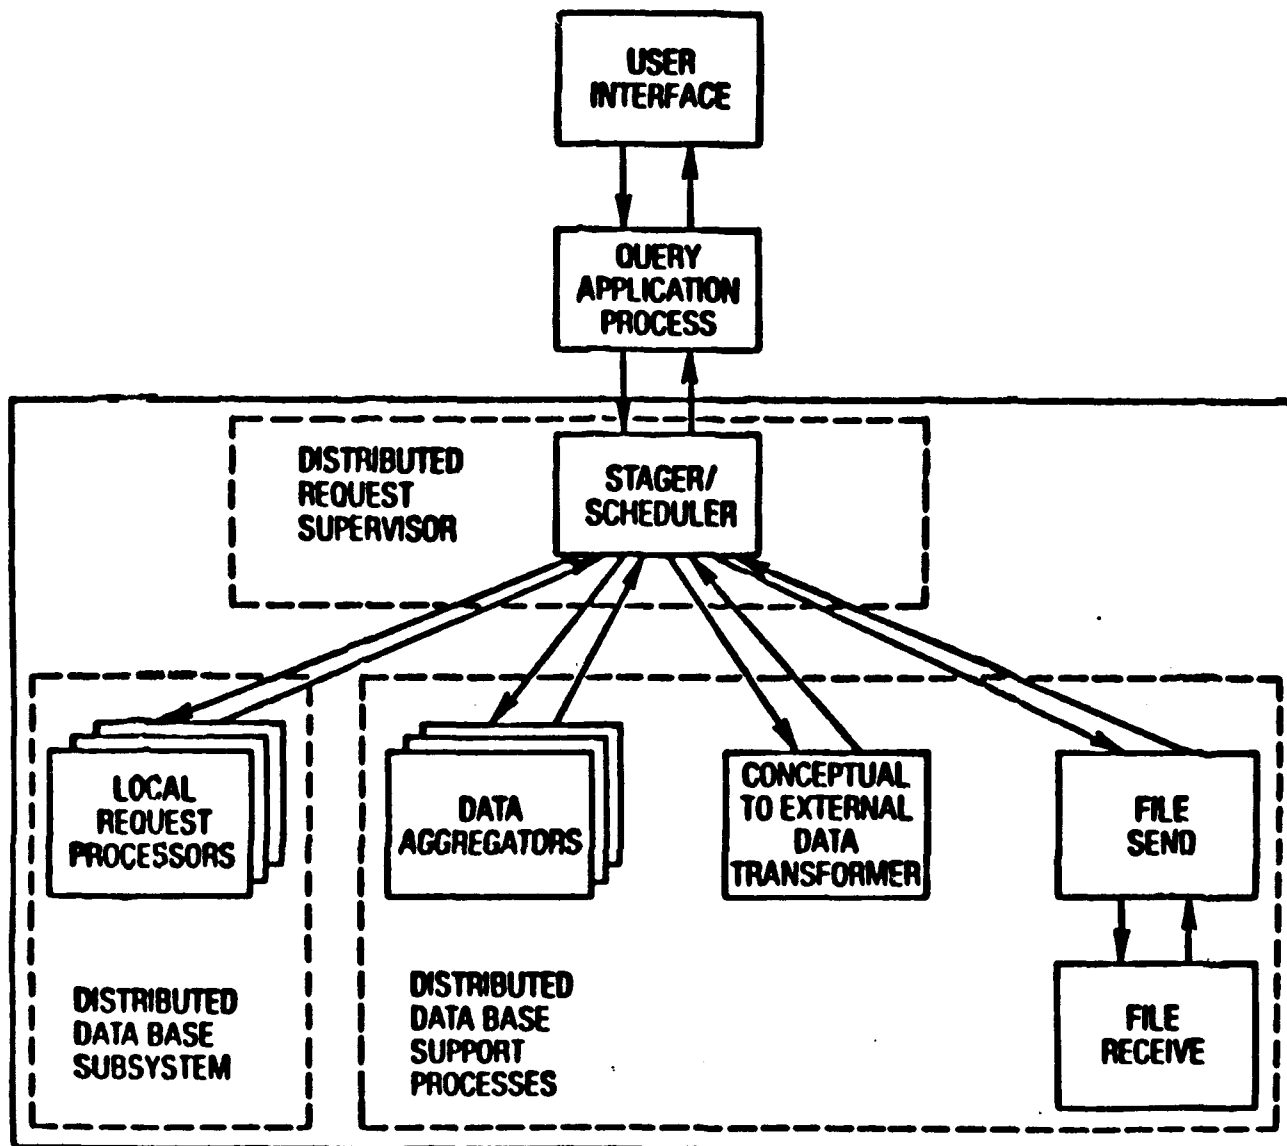 USER
INTERFACE
QUERY
APPLICATION
PROCESS
DISTRIBUTED
REQUEST
SUPERVISOR
STAGER/
SCHEDULER
LOCAL
REQUEST
PROCESSORS
DATA
AGGREGATORS
CONCEPTUAL
TO EXTERNAL
DATA
TRANSFORMER
FILE
SEND
DISTRIBUTED
DATA BASE
SUBSYSTEM
DISTRIBUTED
DATA BASE
SUPPORT
PROCESSES
FILE
RECEIVE